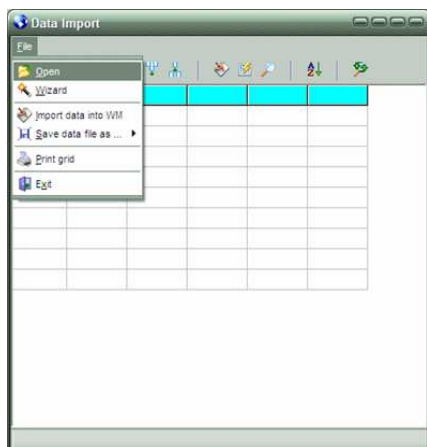 Data Import
File
Open
Wizard
Import data into WM
Save data file as ...
Print grid
Exit